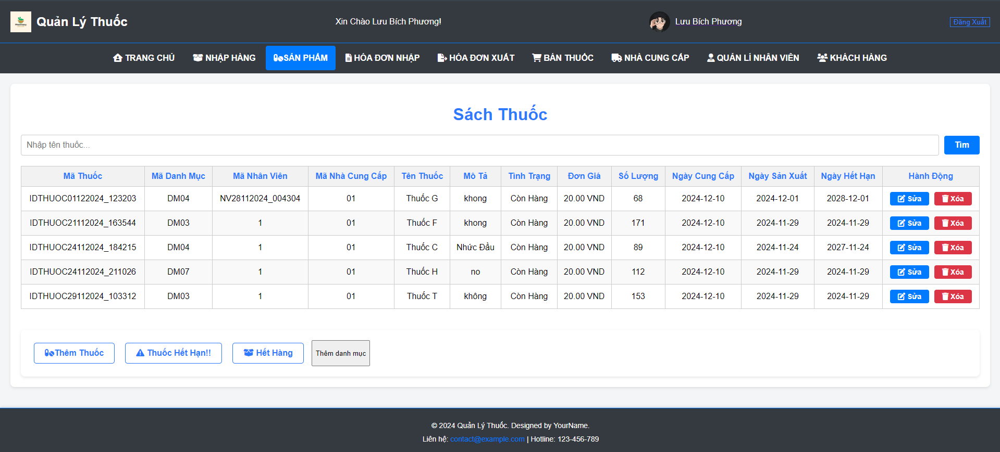 Pharmacy
Quản Lý Thuốc
Xin Chào Lưu Bích Phương!
Lưu Bích Phương
Đăng Xuất
TRANG CHỦ NHẬP HÀNG SẢN PHẨM HÓA ĐƠN NHẬP HÓA ĐƠN XUẤT BÁN THUỐC NHÀ CUNG CẤP QUẢN LÍ NHÂN VIÊN KHÁCH HÀNG
Sách Thuốc
Nhập tên thuốc... Tìm
Mã Thuốc Mã Danh Mục Mã Nhân Viên Mã Nhà Cung Cấp Tên Thuốc Mô Tả Tình Trạng Đơn Giá Số Lượng Ngày Cung Cấp Ngày Sản Xuất Ngày Hết Hạn Hành Động
IDTHUOC01122024_123203 DM04 NV28112024_004304 01 Thuốc G khong Còn Hàng 20.00 VND 68 2024-12-10 2024-12-01 2028-12-01 Sửa Xóa
IDTHUOC21112024_163544 DM03 1 01 Thuốc F khong Còn Hàng 20.00 VND 171 2024-12-10 2024-11-29 2024-11-29 Sửa Xóa
IDTHUOC24112024_184215 DM04 1 01 Thuốc C Nhức Đầu Còn Hàng 20.00 VND 89 2024-12-10 2024-11-24 2027-11-24 Sửa Xóa
IDTHUOC24112024_211026 DM07 1 01 Thuốc H no Còn Hàng 20.00 VND 112 2024-12-10 2024-11-29 2024-11-29 Sửa Xóa
IDTHUOC29112024_103312 DM03 1 01 Thuốc T không Còn Hàng 20.00 VND 153 2024-12-10 2024-11-29 2024-11-29 Sửa Xóa
Thêm Thuốc Thuốc Hết Hạn!! Hết Hàng Thêm danh mục
© 2024 Quản Lý Thuốc. Designed by YourName.
Liên hệ: contact@example.com | Hotline: 123-456-789